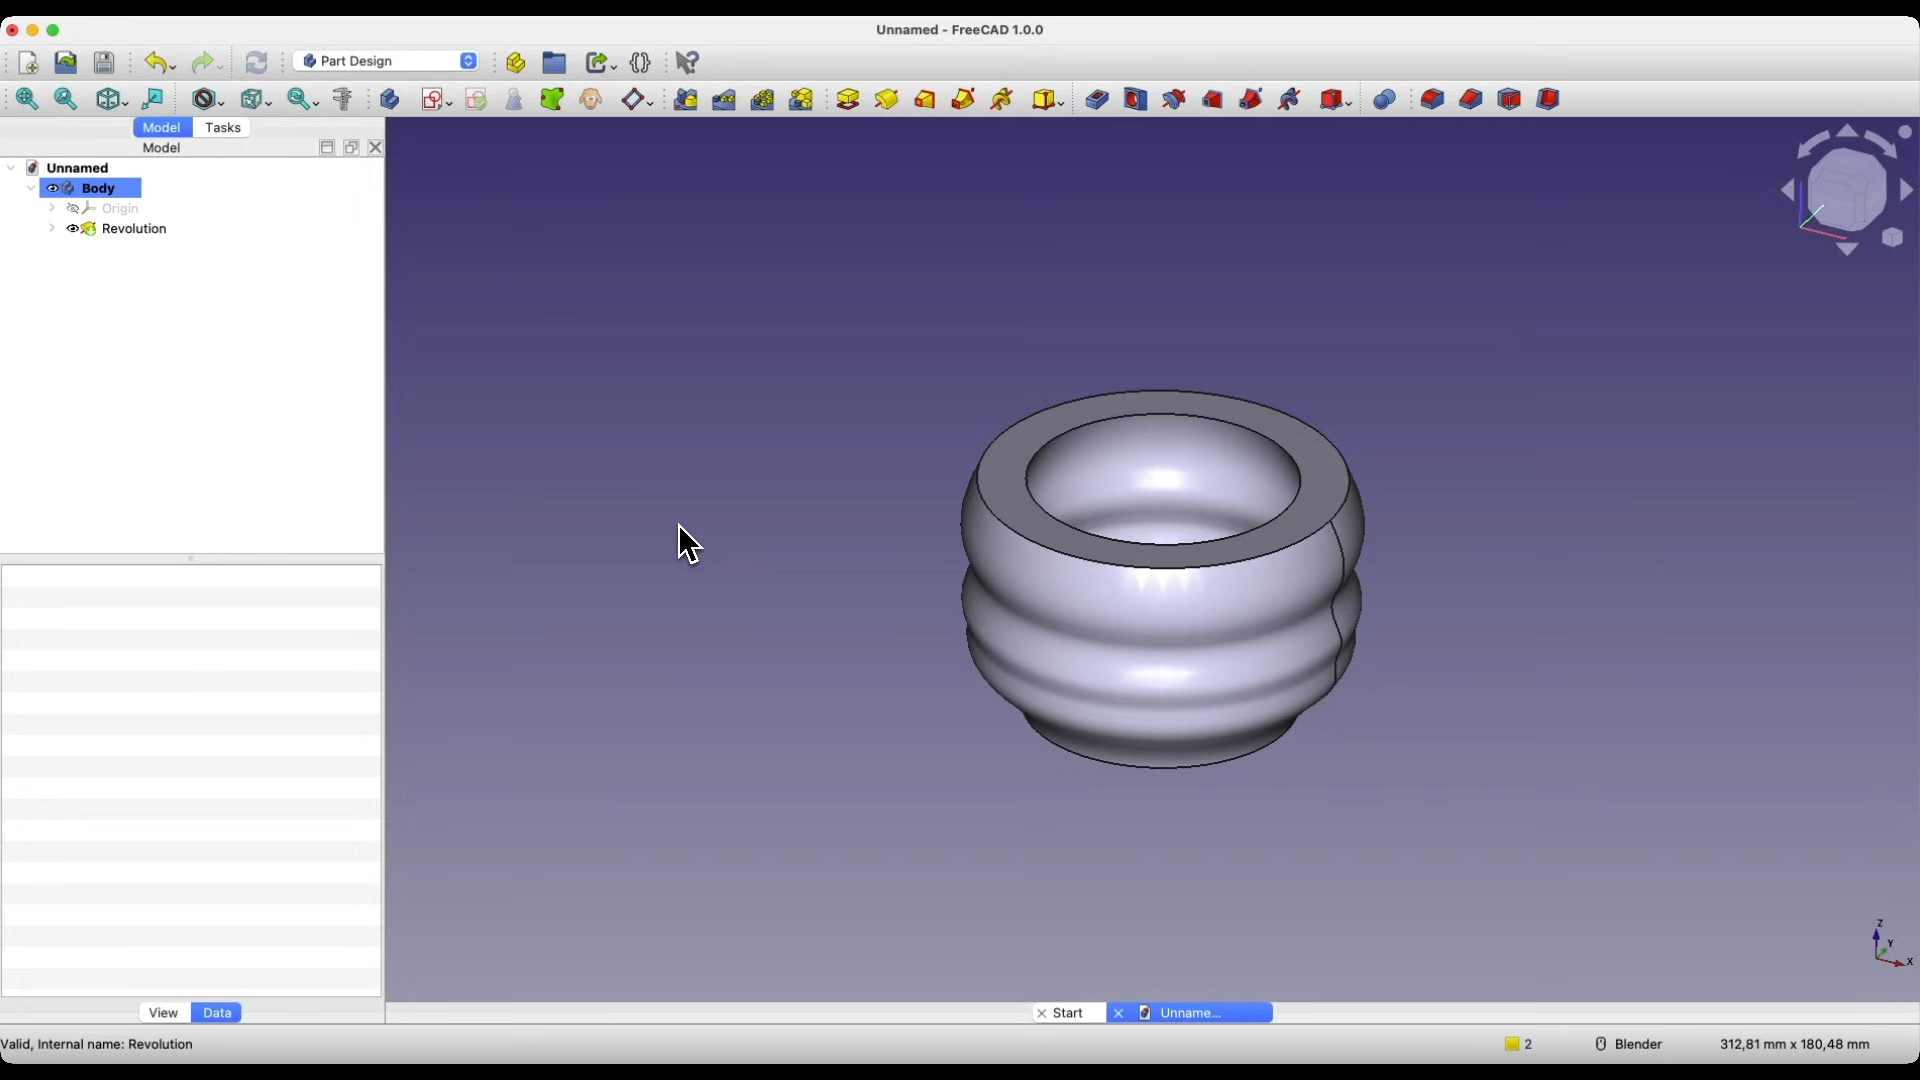 Unnamed - FreeCAD 1.0.0
Part Design
Model
Tasks
Model
Unnamed
Body
Origin
Revolution
Z
Y
X
View
Data
Start
Unname...
Valid, Internal name: Revolution
2
Blender
312,81 mm x 180,48 mm